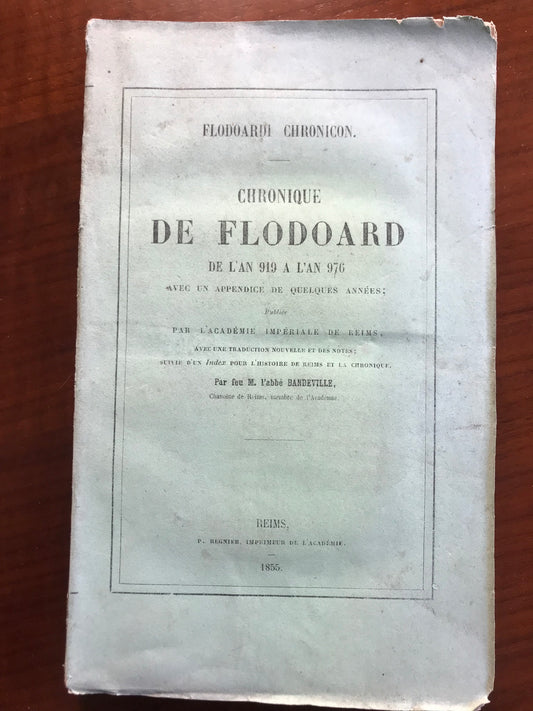 FLODOARDI CHRONICON.
CHRONIQUE
DE FLODOARD
DE L'AN 919 A L'AN 976
AVEC UN APPENDICE DE QUELQUES ANNÉES;
Publiée
PAR L'ACADÉMIE IMPÉRIALE DE REIMS,
AVEC UNE TRADUCTION NOUVELLE ET DES NOTES;
SUIVIE D'UN Index POUR L'HISTOIRE DE REIMS ET LA CHRONIQUE.
Par feu M. l'abbé BANDEVILLE,
Chanoine de Reims, membre de l'Académie.
REIMS,
P. REGNIER, IMPRIMEUR DE L'ACADÉMIE.
1855.